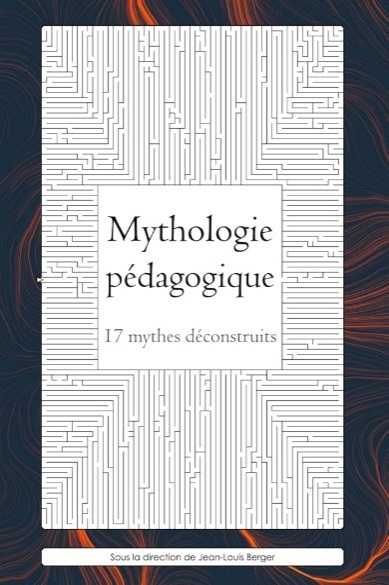 Mythologie
pédagogique
17 mythes déconstruits
Sous la direction de Jean-Louis Berger